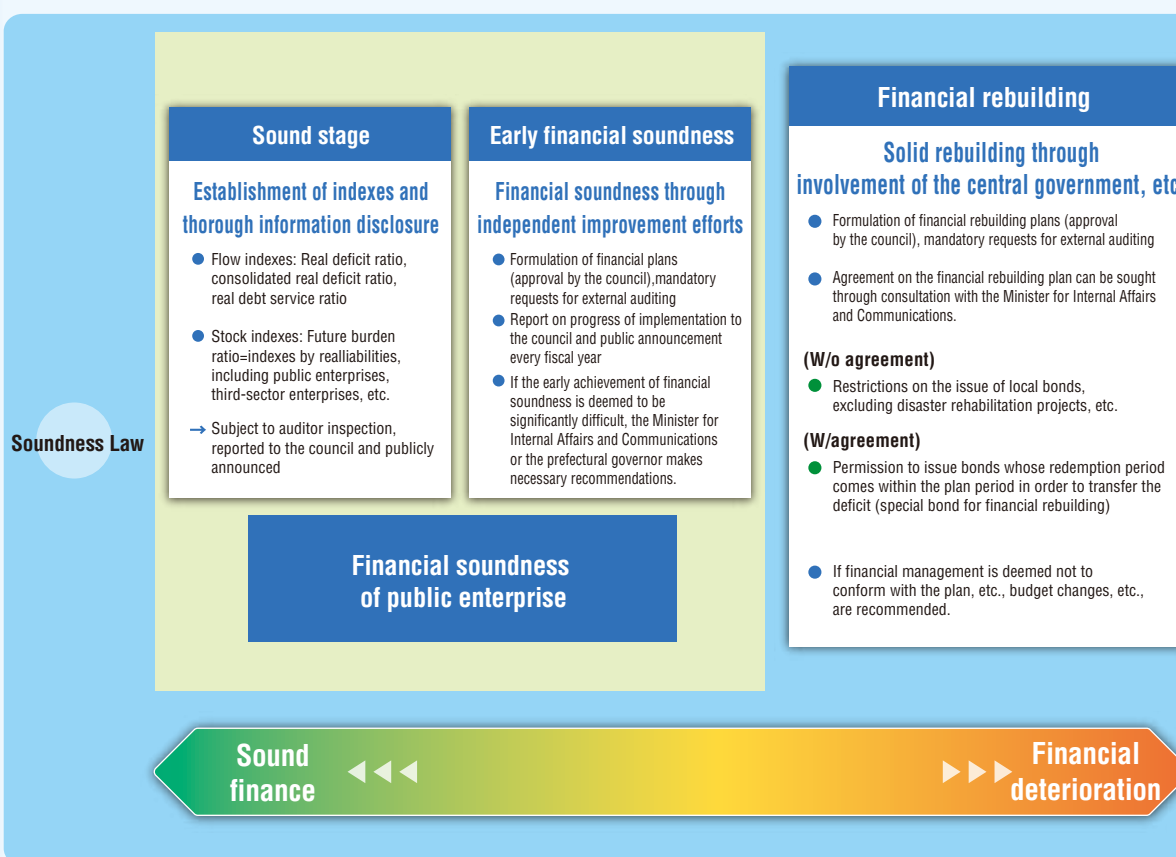 Soundness Law
Sound stage
Establishment of indexes and
thorough information disclosure
Flow indexes: Real deficit ratio,
consolidated real deficit ratio,
real debt service ratio
Stock indexes: Future burden
ratio=indexes by realliabilities,
including public enterprises,
third-sector enterprises, etc.
→ Subject to auditor inspection,
reported to the council and publicly
announced
Early financial soundness
Financial soundness through
independent improvement efforts
Formulation of financial plans
(approval by the council),mandatory
requests for external auditing
Report on progress of implementation to
the council and public announcement
every fiscal year
If the early achievement of financial
soundness is deemed to be
significantly difficult, the Minister for
Internal Affairs and Communications
or the prefectural governor makes
necessary recommendations.
Financial soundness
of public enterprise
Financial rebuilding
Solid rebuilding through
involvement of the central government, etc
Formulation of financial rebuilding plans (approval
by the council), mandatory requests for external auditing
Agreement on the financial rebuilding plan can be sought
through consultation with the Minister for Internal Affairs
and Communications.
(W/o agreement)
Restrictions on the issue of local bonds,
excluding disaster rehabilitation projects, etc.
(W/agreement)
Permission to issue bonds whose redemption period
comes within the plan period in order to transfer the
deficit (special bond for financial rebuilding)
If financial management is deemed not to
conform with the plan, etc., budget changes, etc.,
are recommended.
Sound
finance
Financial
deterioration